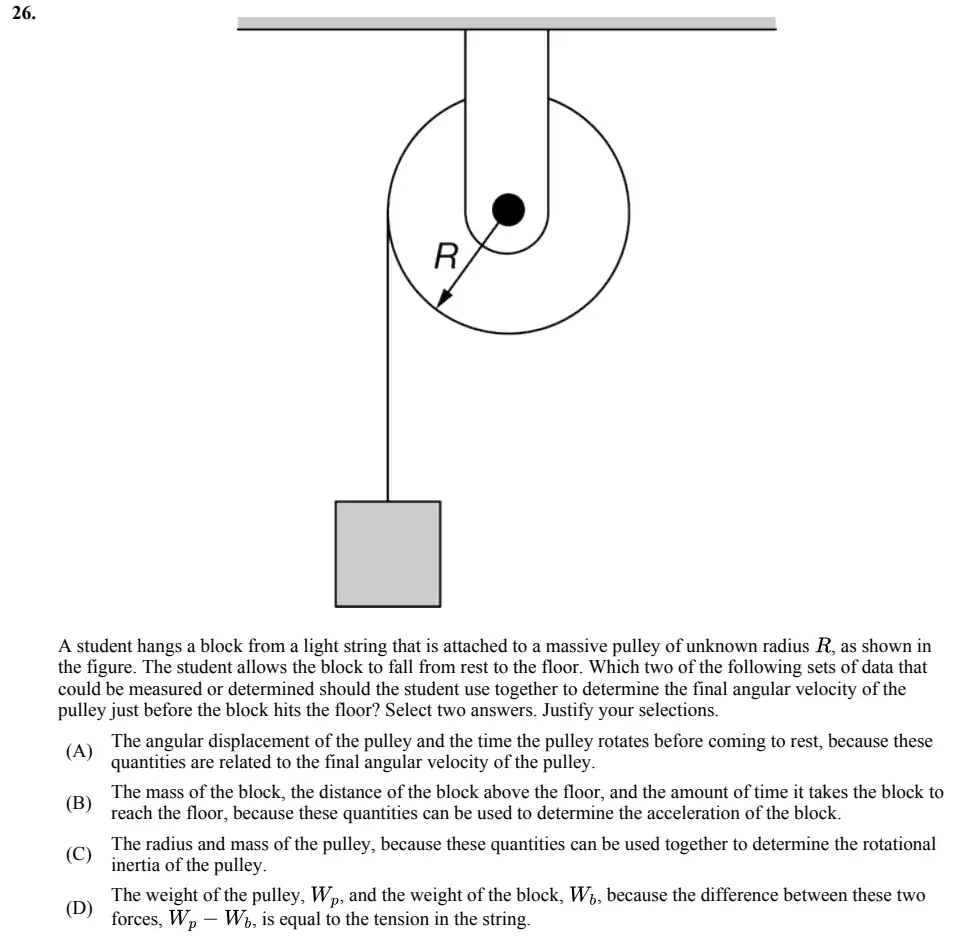 26.
R
A student hangs a block from a light string that is attached to a massive pulley of unknown radius R, as shown in
the figure. The student allows the block to fall from rest to the floor. Which two of the following sets of data that
could be measured or determined should the student use together to determine the final angular velocity of the
pulley just before the block hits the floor? Select two answers. Justify your selections.
(A) The angular displacement of the pulley and the time the pulley rotates before coming to rest, because these
quantities are related to the final angular velocity of the pulley.
(B) The mass of the block, the distance of the block above the floor, and the amount of time it takes the block to
reach the floor, because these quantities can be used to determine the acceleration of the block.
(C) The radius and mass of the pulley, because these quantities can be used together to determine the rotational
inertia of the pulley.
(D) The weight of the pulley, Wₚ, and the weight of the block, W_b, because the difference between these two
forces, Wₚ − W_b, is equal to the tension in the string.